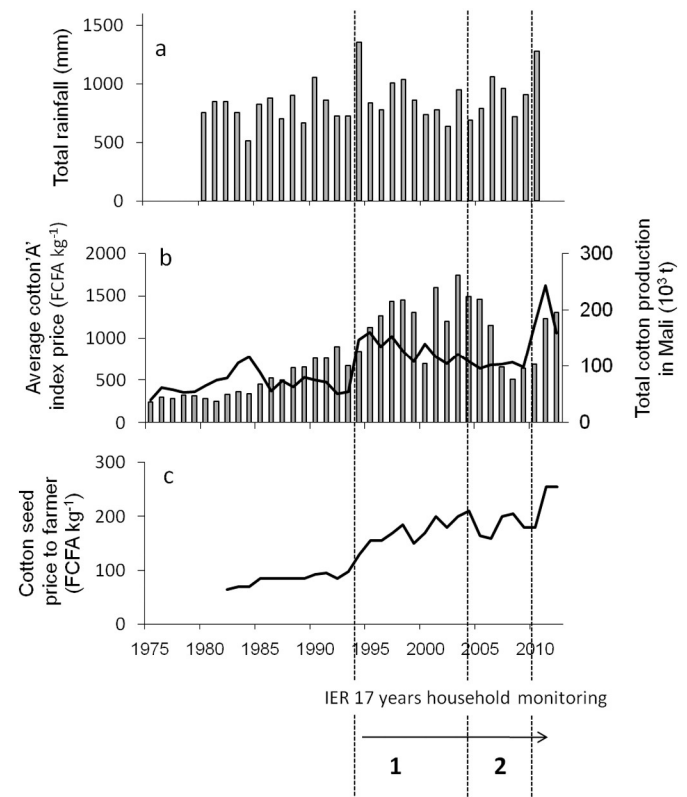 a
Total rainfall (mm)
1500
1000
500
0
b
Average cotton'A'
index price (FCFA kg-1)
2000
1500
1000
500
0
300
200
100
0
Total cotton production
in Mali (10³ t)
c
Cotton seed
price to farmer
(FCFA kg-1)
300
200
100
0
1975 1980 1985 1990 1995 2000 2005 2010
IER 17 years household monitoring
1 2